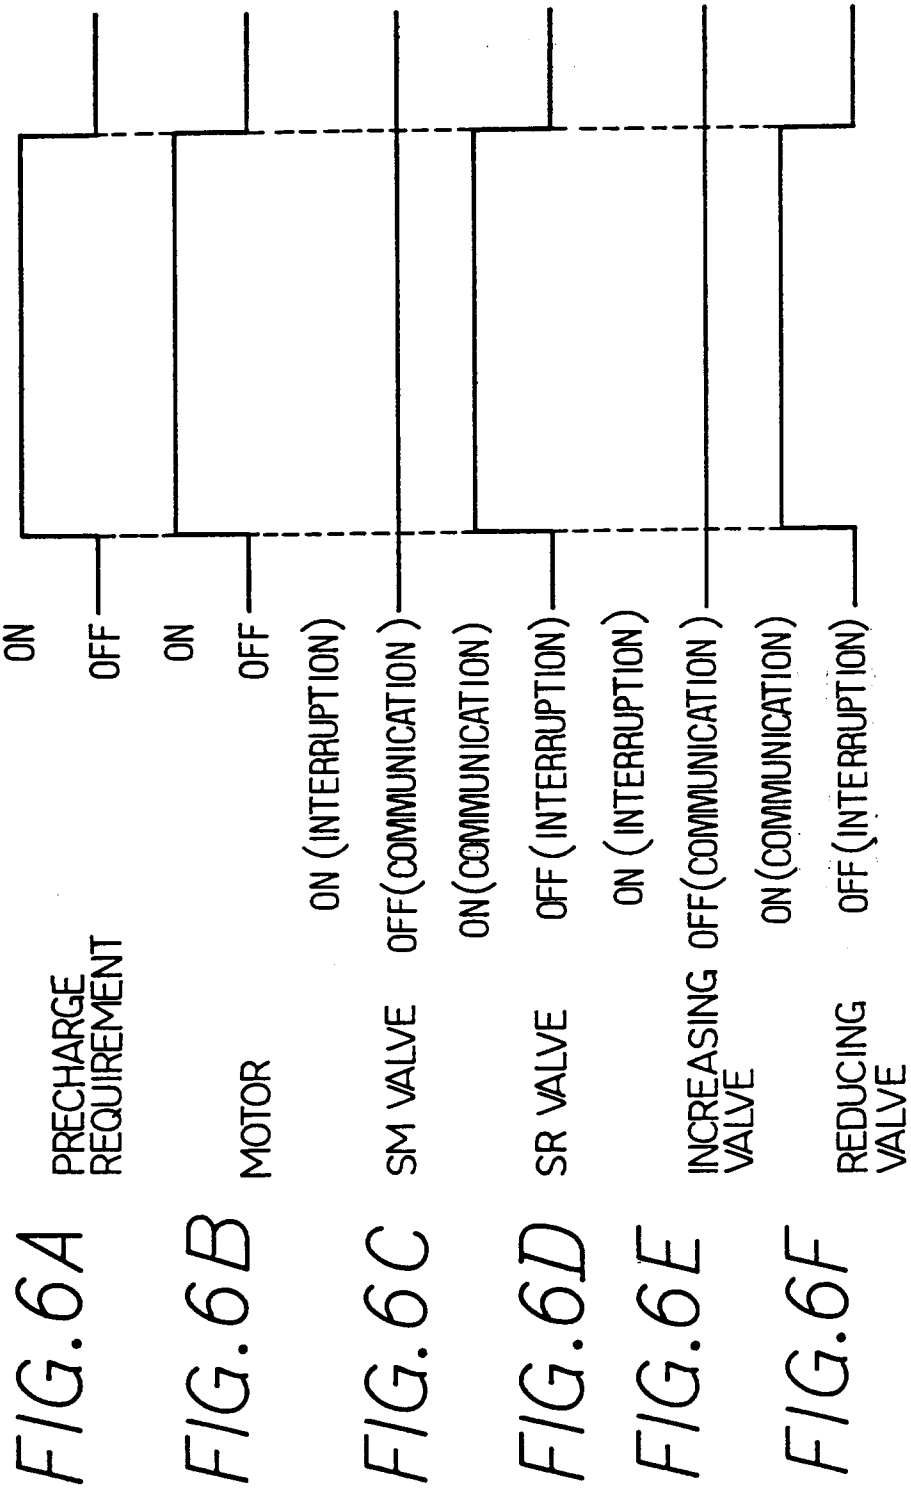 FIG. 6A
PRECHARGE
REQUIREMENT
ON
OFF
FIG. 6B
MOTOR
ON
OFF
FIG. 6C
SM VALVE
ON (INTERRUPTION)
OFF (COMMUNICATION)
FIG. 6D
SR VALVE
ON (COMMUNICATION)
OFF (INTERRUPTION)
FIG. 6E
INCREASING
VALVE
ON (INTERRUPTION)
OFF (COMMUNICATION)
FIG. 6F
REDUCING
VALVE
ON (COMMUNICATION)
OFF (INTERRUPTION)